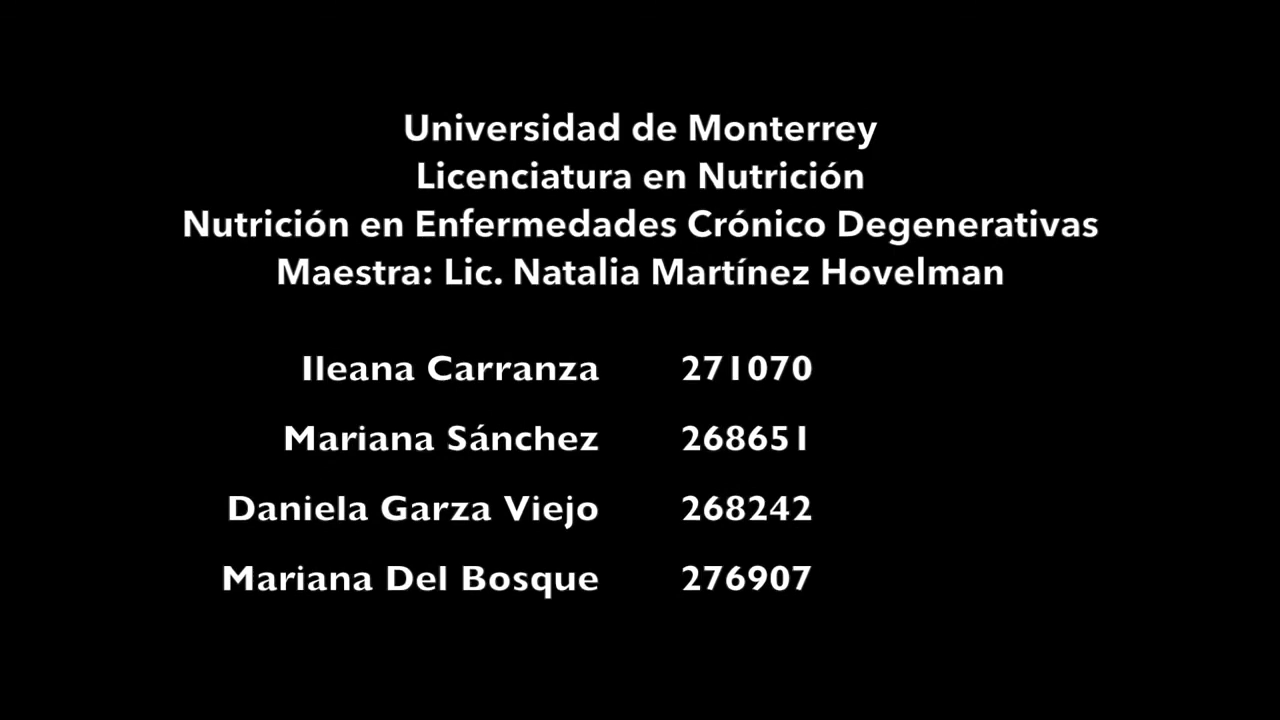 Universidad de Monterrey
Licenciatura en Nutrición
Nutrición en Enfermedades Crónico Degenerativas
Maestra: Lic. Natalia Martínez Hovelman
Ileana Carranza 271070
Mariana Sánchez 268651
Daniela Garza Viejo 268242
Mariana Del Bosque 276907